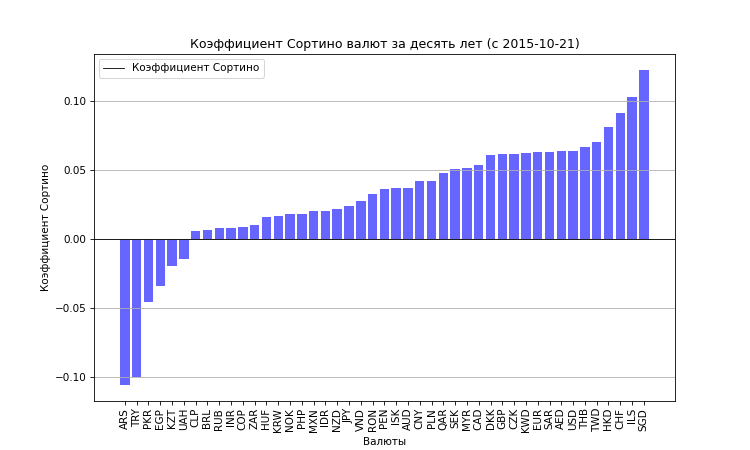 Коэффициент Сортино валют за десять лет (с 2015-10-21)
Коэффициент Сортино
0.10
0.05
0.00
−0.05
−0.10
Коэффициент Сортино
ARS
TRY
PKR
EGP
KZT
UAH
CLP
BRL
RUB
INR
COP
ZAR
HUF
KRW
NOK
PHP
MXN
IDR
NZD
JPY
VND
RON
PEN
ISK
AUD
CNY
PLN
QAR
SEK
MYR
CAD
DKK
GBP
CZK
KWD
EUR
SAR
AED
USD
THB
TWD
HKD
CHF
ILS
SGD
Валюты